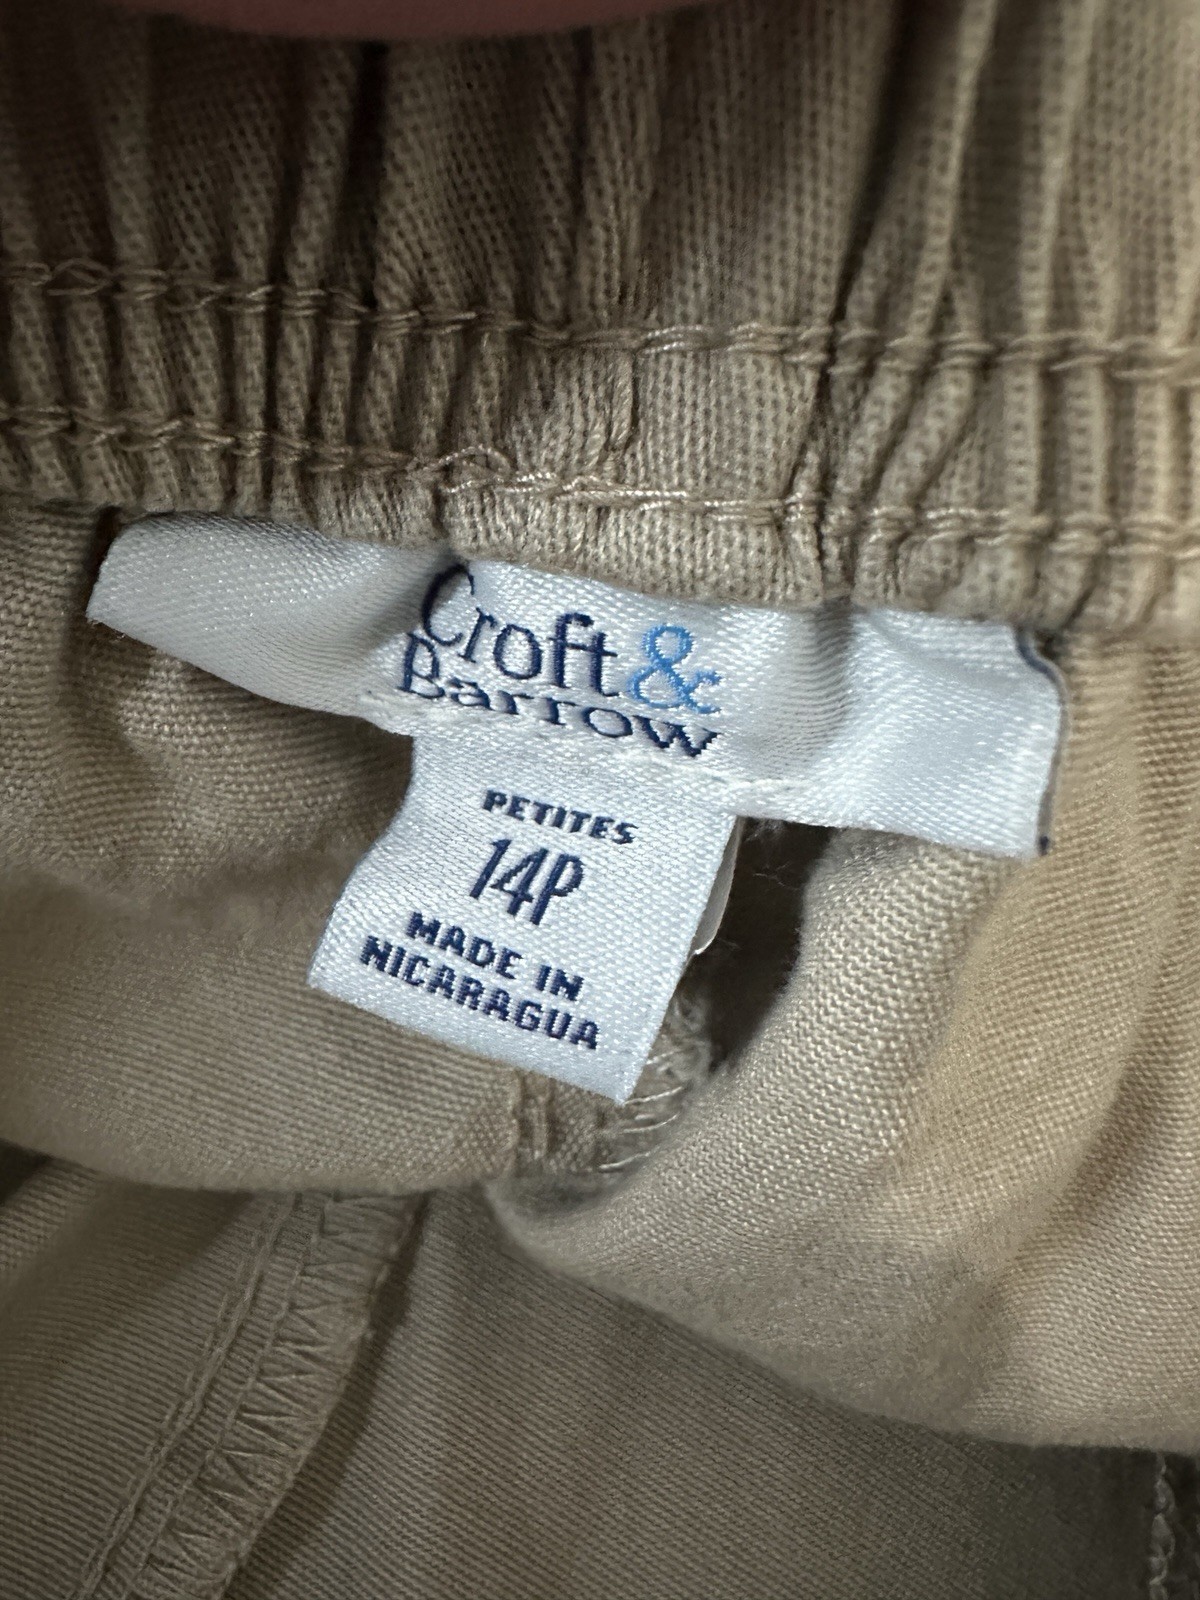 Croft &
Barrow
PETITES
14P
MADE IN
NICARAGUA